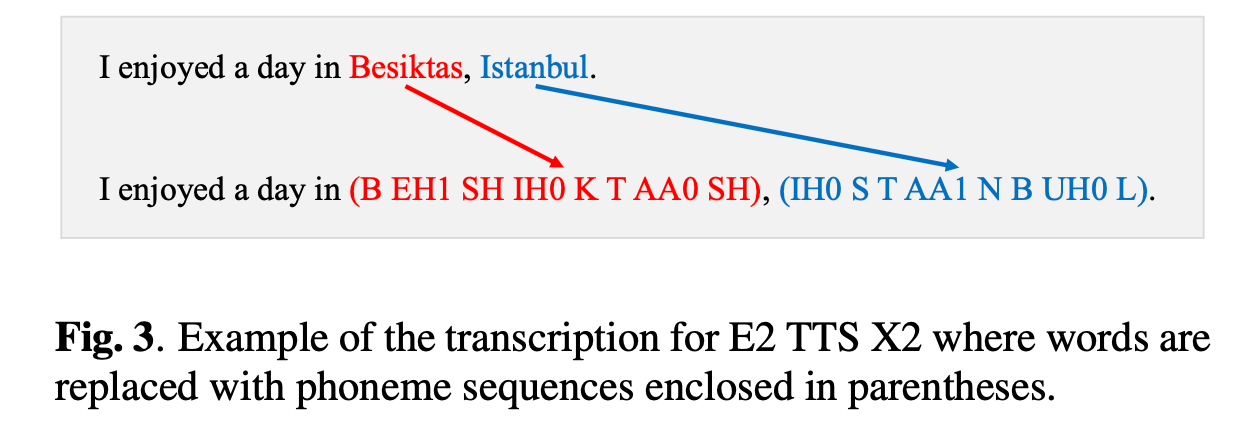 I enjoyed a day in Besiktas, Istanbul.
I enjoyed a day in (B EH1 SH IH0 K T AA0 SH), (IH0 S T AA1 N B UH0 L).
Fig. 3. Example of the transcription for E2 TTS X2 where words are
replaced with phoneme sequences enclosed in parentheses.